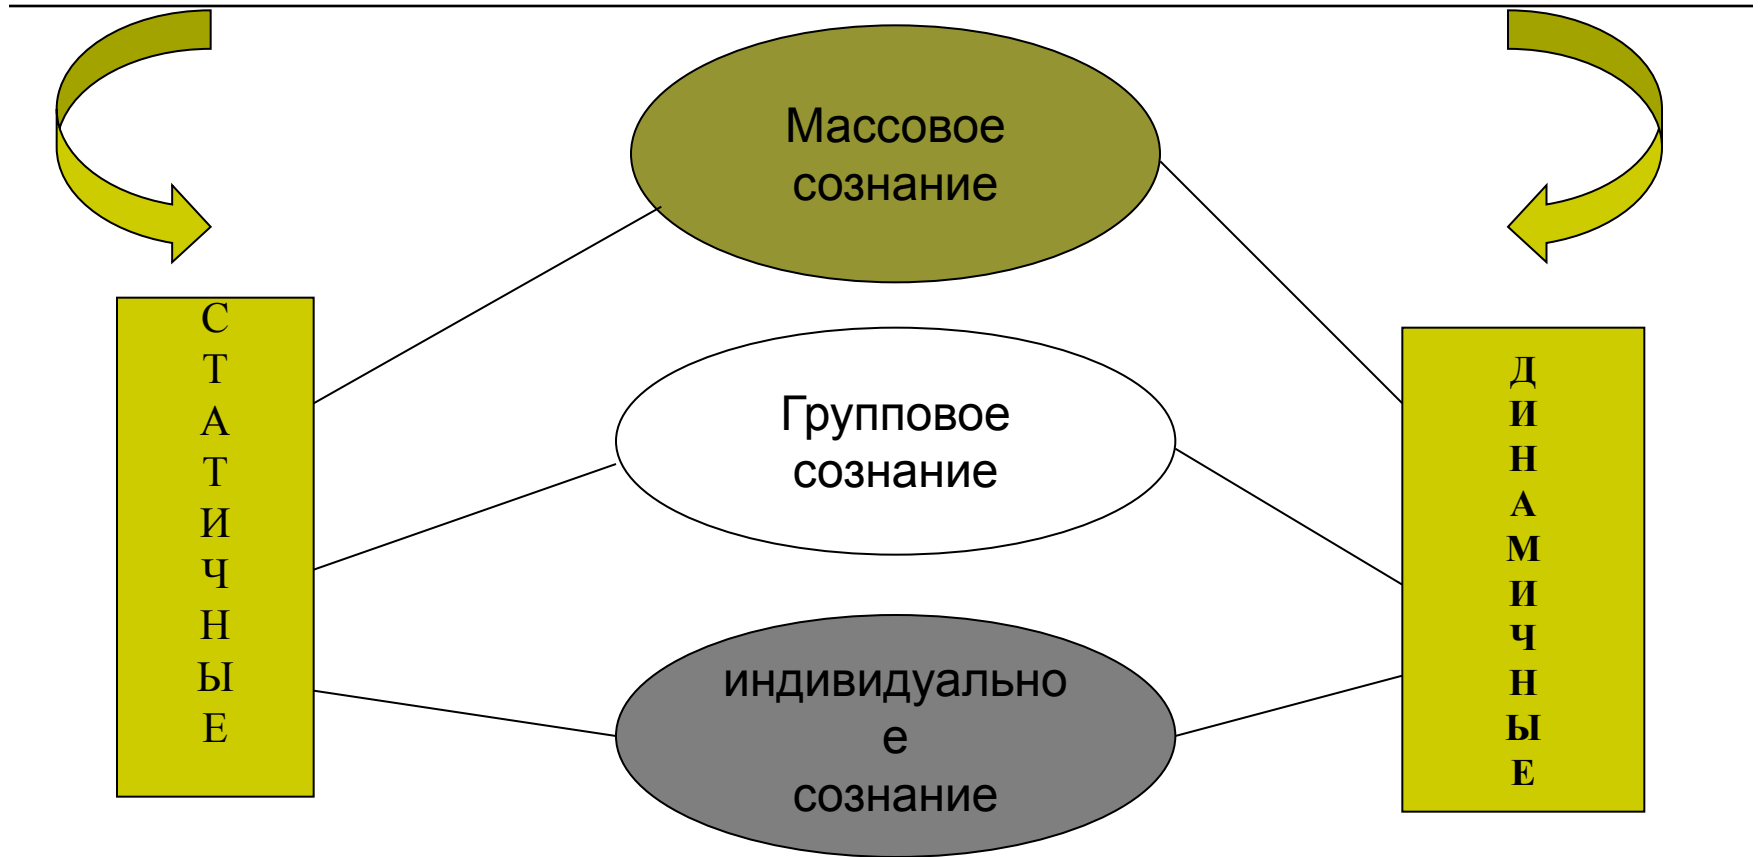 Массовое
сознание
С
Т
А
Т
И
Ч
Н
Ы
Е
Групповое
сознание
индивидуально
е
сознание
Д
И
Н
А
М
И
Ч
Н
Ы
Е